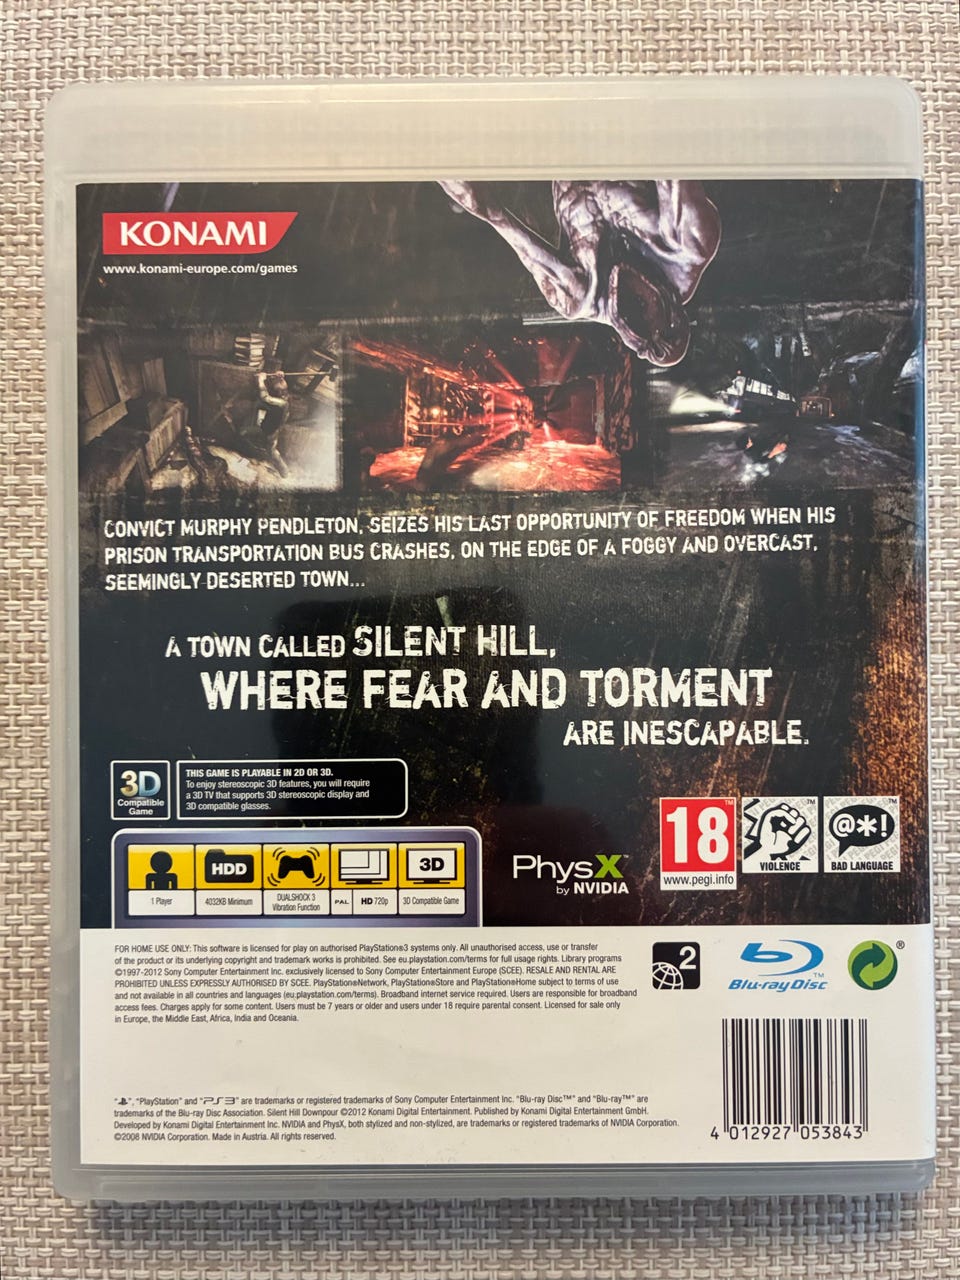 KONAMI
www.konami-europe.com/games
CONVICT MURPHY PENDLETON, SEIZES HIS LAST OPPORTUNITY OF FREEDOM WHEN HIS
PRISON TRANSPORTATION BUS CRASHES, ON THE EDGE OF A FOGGY AND OVERCAST,
SEEMINGLY DESERTED TOWN...
A TOWN CALLED SILENT HILL,
WHERE FEAR AND TORMENT
ARE INESCAPABLE.
3D
Compatible
Game
THIS GAME IS PLAYABLE IN 2D OR 3D.
To enjoy stereoscopic 3D features, you will require
a 3D TV that supports 3D stereoscopic display and
3D compatible glasses.
HDD
3D
1 Player
4032KB Minimum
DUALSHOCK 3
Vibration Function
PAL
HD 720p
3D Compatible Game
PhysX™
by NVIDIA
18™
www.pegi.info
™
VIOLENCE
@*!™
BAD LANGUAGE
FOR HOME USE ONLY: This software is licensed for play on authorised PlayStation®3 systems only. All unauthorised access, use or transfer
of the product or its underlying copyright and trademark works is prohibited. See eu.playstation.com/terms for full usage rights. Library programs
©1997-2012 Sony Computer Entertainment Inc. exclusively licensed to Sony Computer Entertainment Europe (SCEE). RESALE AND RENTAL ARE
PROHIBITED UNLESS EXPRESSLY AUTHORISED BY SCEE. PlayStation®Network, PlayStation®Store and PlayStation®Home subject to terms of use
and not available in all countries and languages (eu.playstation.com/terms). Broadband internet service required. Users are responsible for broadband
access fees. Charges apply for some content. Users must be 7 years or older and users under 18 require parental consent. Licensed for sale only
in Europe, the Middle East, Africa, India and Oceania.
2
Blu-ray Disc™
®
"", "PlayStation" and "PS3" are trademarks or registered trademarks of Sony Computer Entertainment Inc. "Blu-ray Disc™" and "Blu-ray™" are
trademarks of the Blu-ray Disc Association. Silent Hill Downpour ©2012 Konami Digital Entertainment. Published by Konami Digital Entertainment GmbH.
Developed by Konami Digital Entertainment Inc. NVIDIA and PhysX, both stylized and non-stylized, are trademarks or registered trademarks of NVIDIA Corporation.
©2008 NVIDIA Corporation. Made in Austria. All rights reserved.
4 012927 053843